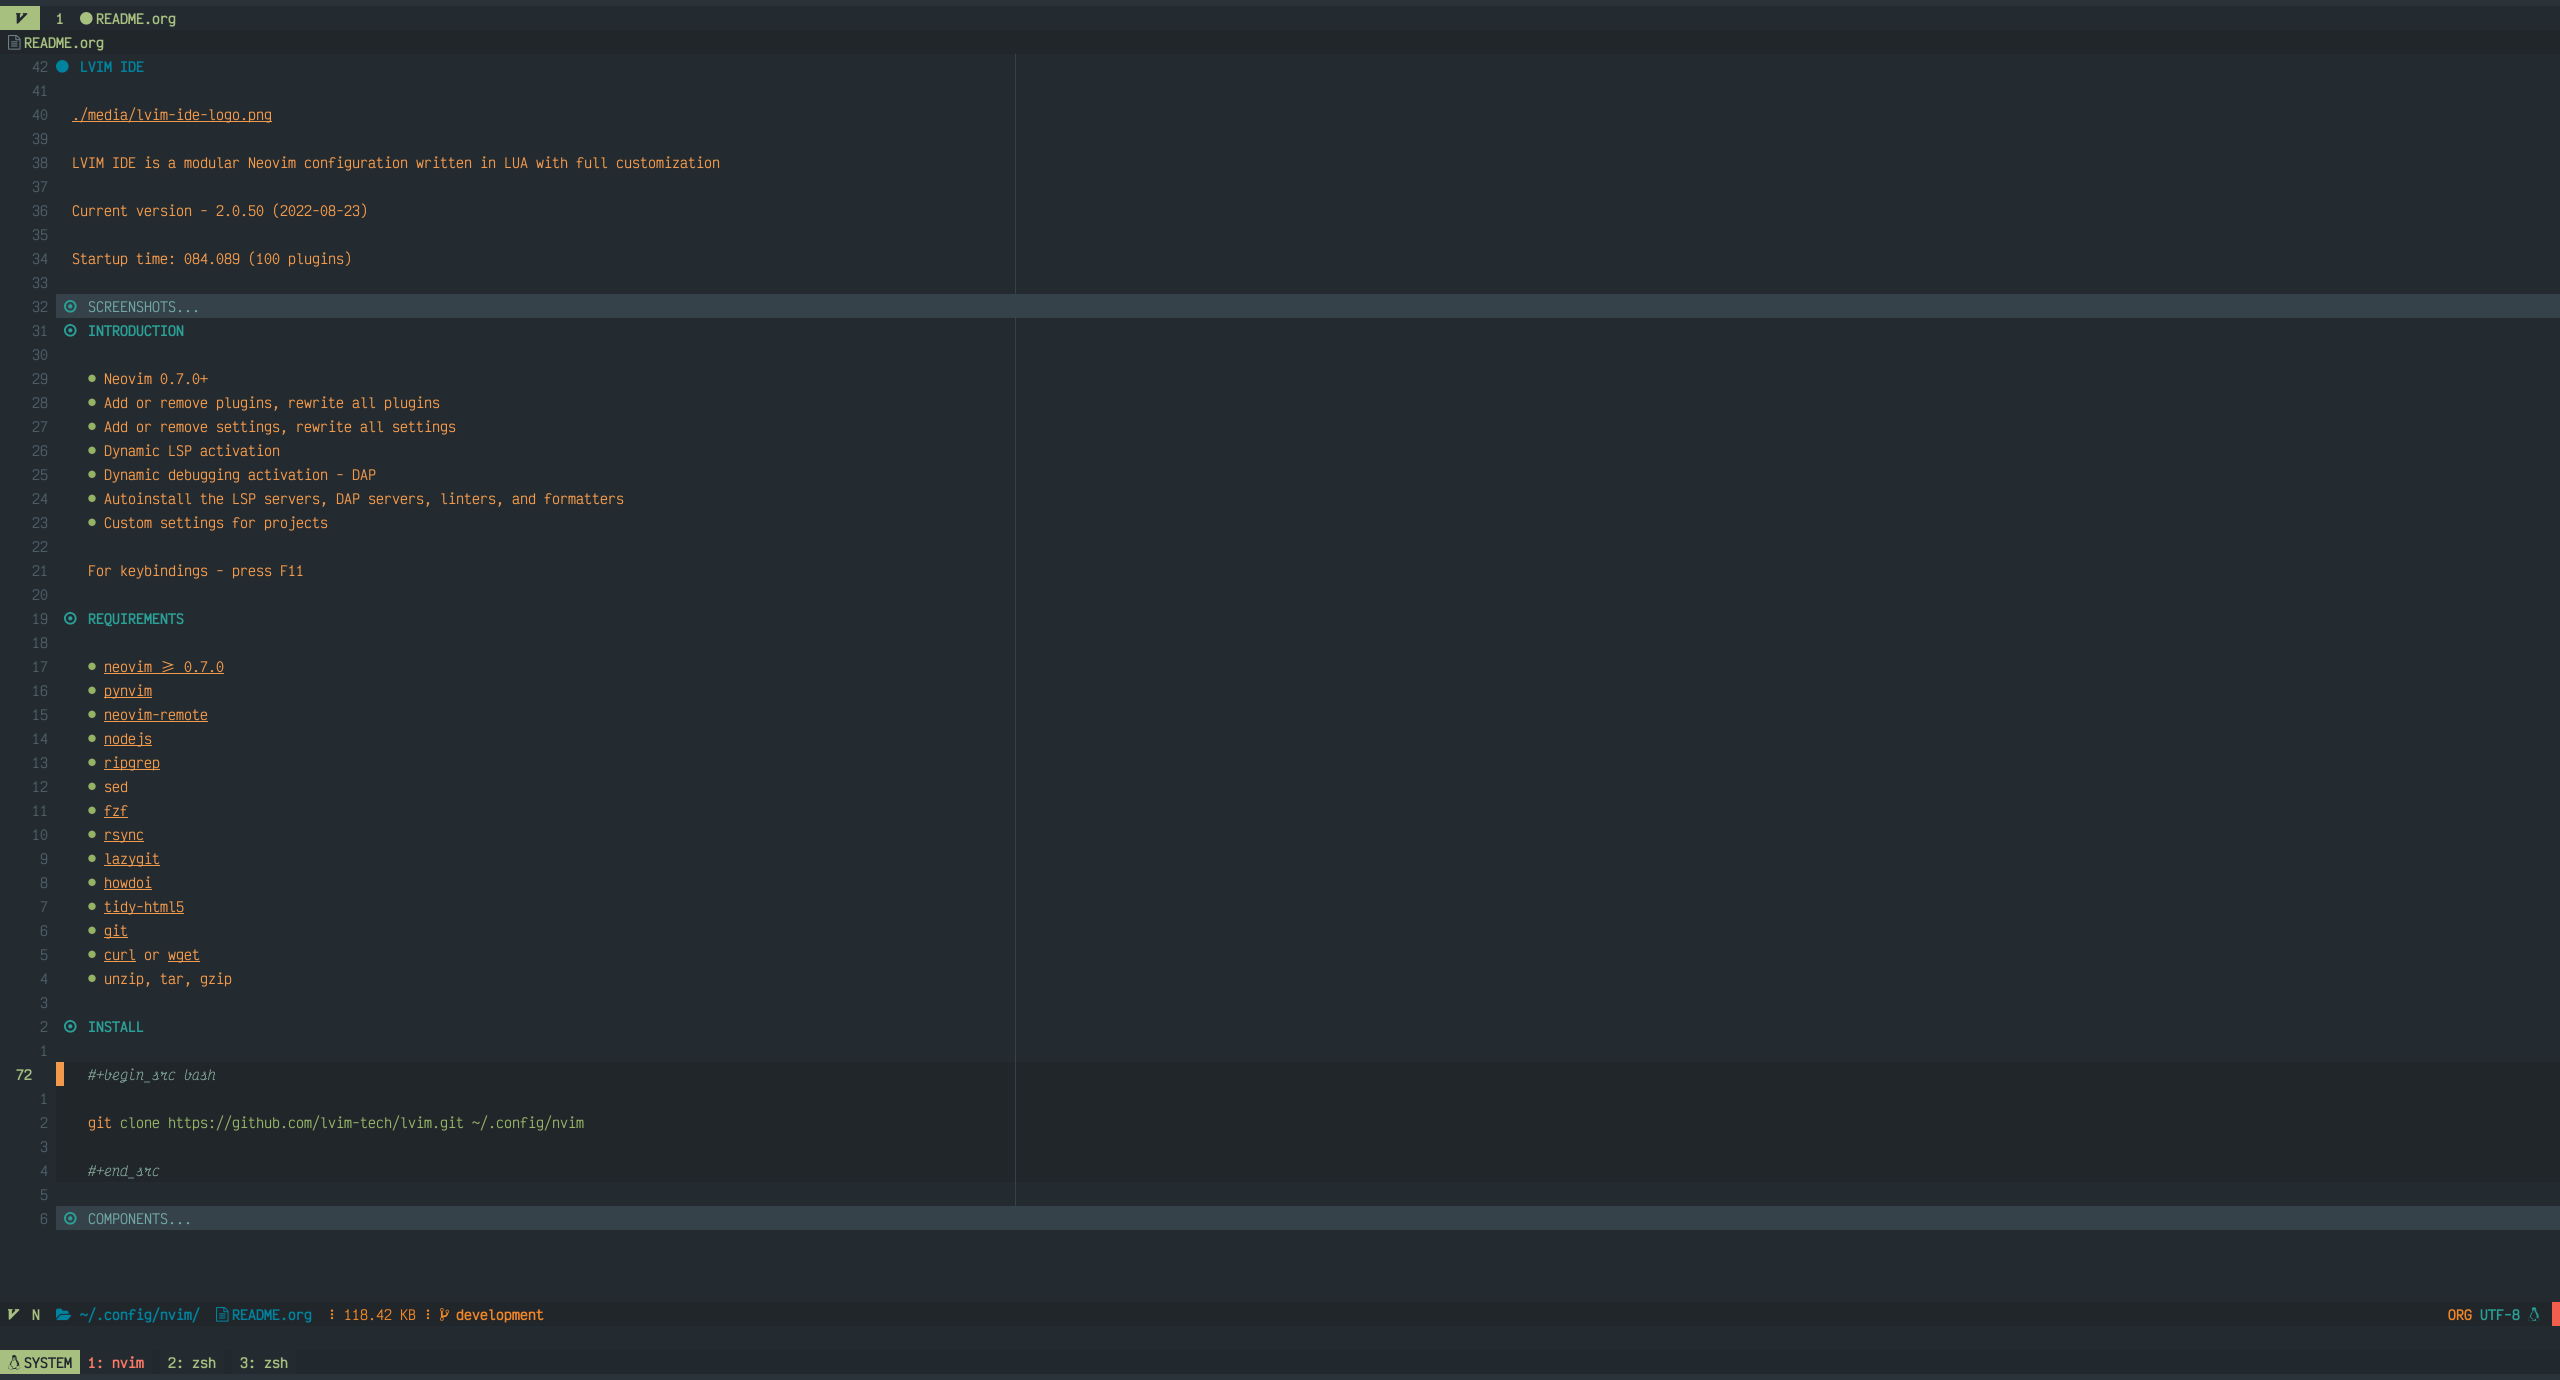 1 README.org
README.org
42 LVIM IDE
41
40 ./media/lvim-ide-logo.png
39
38 LVIM IDE is a modular Neovim configuration written in LUA with full customization
37
36 Current version - 2.0.50 (2022-08-23)
35
34 Startup time: 084.089 (100 plugins)
33
32 SCREENSHOTS...
31 INTRODUCTION
30
29 ● Neovim 0.7.0+
28 ● Add or remove plugins, rewrite all plugins
27 ● Add or remove settings, rewrite all settings
26 ● Dynamic LSP activation
25 ● Dynamic debugging activation - DAP
24 ● Autoinstall the LSP servers, DAP servers, linters, and formatters
23 ● Custom settings for projects
22
21 For keybindings - press F11
20
19 REQUIREMENTS
18
17 ● neovim ≥ 0.7.0
16 ● pynvim
15 ● neovim-remote
14 ● nodejs
13 ● ripgrep
12 ● sed
11 ● fzf
10 ● rsync
9 ● lazygit
8 ● howdoi
7 ● tidy-html5
6 ● git
5 ● curl or wget
4 ● unzip, tar, gzip
3
2 INSTALL
1
72 #+begin_src bash
1
2 git clone https://github.com/lvim-tech/lvim.git ~/.config/nvim
3
4 #+end_src
5
6 COMPONENTS...
N ~/.config/nvim/ README.org 118.42 KB development ORG UTF-8
SYSTEM 1: nvim 2: zsh 3: zsh